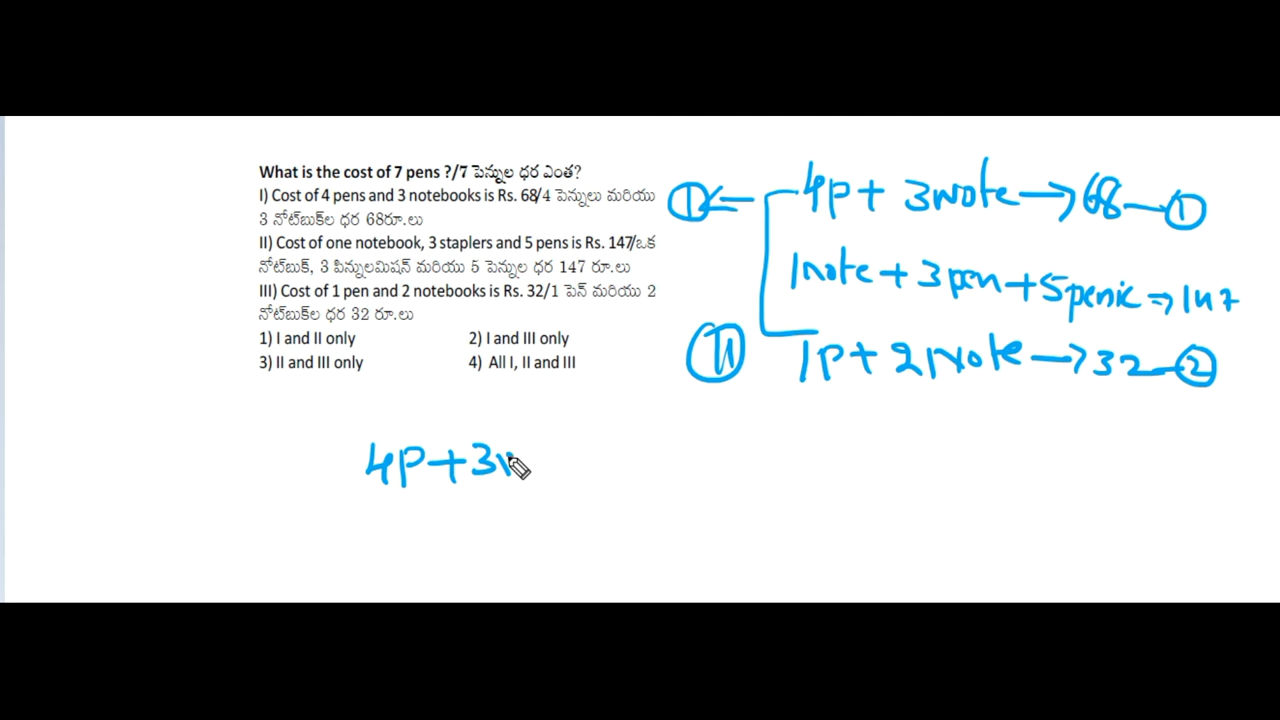 What is the cost of 7 pens ?/7 పెన్నుల ధర ఎంత?
I) Cost of 4 pens and 3 notebooks is Rs. 68/4 పెన్నులు మరియు
3 నోట్‌బుక్‌ల ధర 68రూ.లు
II) Cost of one notebook, 3 staplers and 5 pens is Rs. 147/ఒక
నోట్‌బుక్, 3 పిన్నులమిషన్ మరియు 5 పెన్నుల ధర 147 రూ.లు
III) Cost of 1 pen and 2 notebooks is Rs. 32/1 పెన్ మరియు 2
నోట్‌బుక్‌ల ధర 32 రూ.లు
1) I and II only 2) I and III only
3) II and III only 4) All I, II and III
① ← 4p + 3note → 68 — ①
1note + 3pen + 5penic ⇒ 147
1p + 2Note → 32 — ②
4P + 3